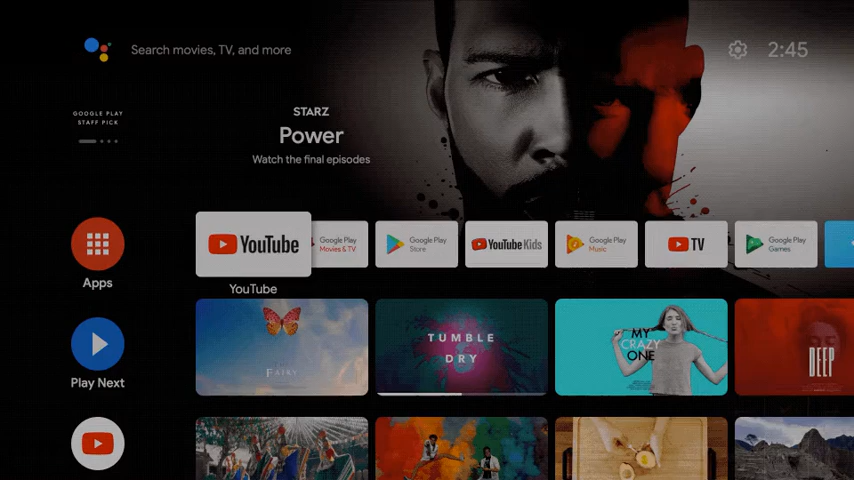 Search movies, TV, and more
2:45
GOOGLE PLAY
STAFF PICK
STARZ
Power
Watch the final episodes
YouTube
Google Play
Movies & TV
Google Play
Store
YouTube Kids
Google Play
Music
TV
Google Play
Games
Apps
YouTube
FAIRY
TUMBLE
DRY
MY
CRAZY
ONE
DEEP
Play Next